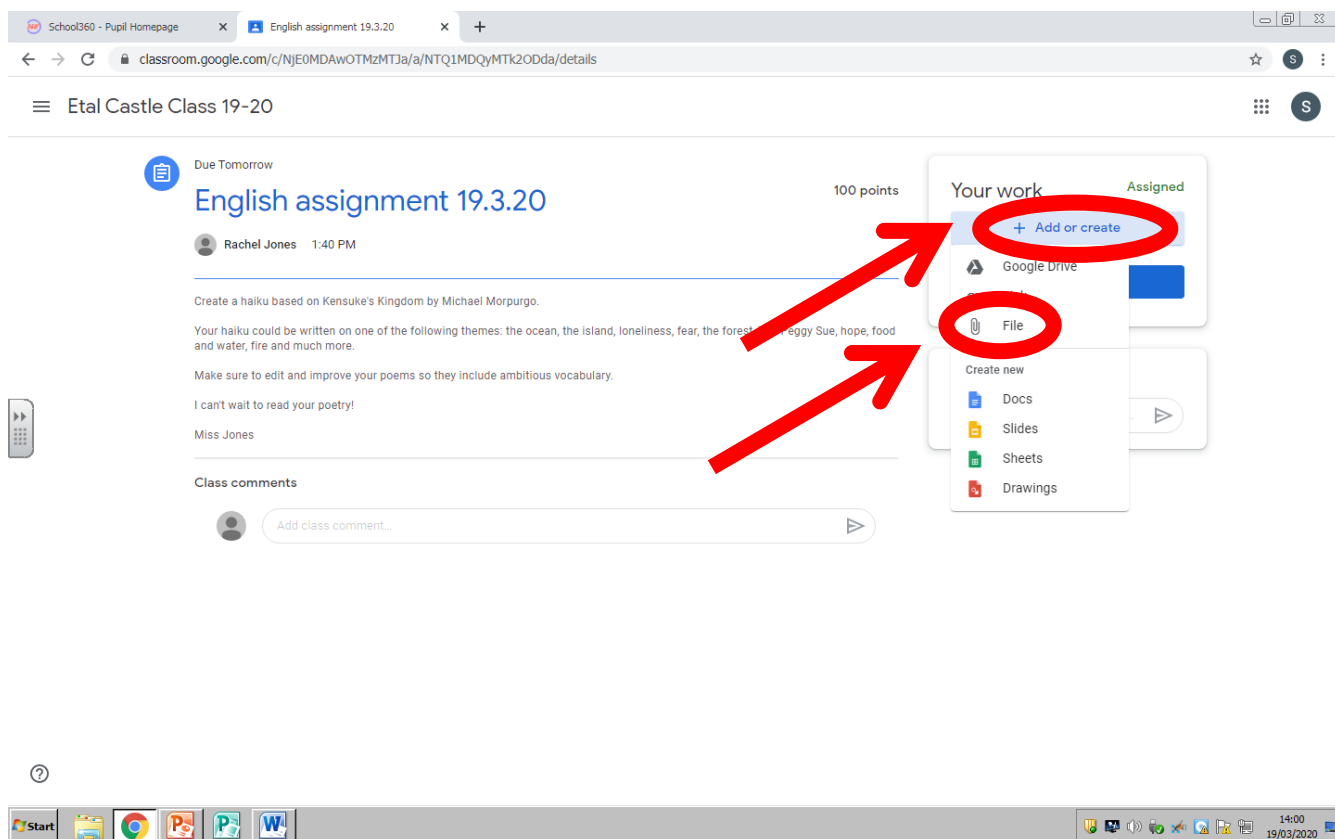 School360 - Pupil Homepage
English assignment 19.3.20
classroom.google.com/c/NjE0MDAwOTMzMTJa/a/NTQ1MDQyMTk2ODda/details
S
Etal Castle Class 19-20
S
Due Tomorrow
English assignment 19.3.20
100 points
Rachel Jones 1:40 PM
Create a haiku based on Kensuke's Kingdom by Michael Morpurgo.
Your haiku could be written on one of the following themes: the ocean, the island, loneliness, fear, the forest, eggy Sue, hope, food
and water, fire and much more.
Make sure to edit and improve your poems so they include ambitious vocabulary.
I can't wait to read your poetry!
Miss Jones
Class comments
Add class comment...
Your work
Assigned
+ Add or create
Google Drive
File
Create new
Docs
Slides
Sheets
Drawings
Start
14:00
19/03/2020